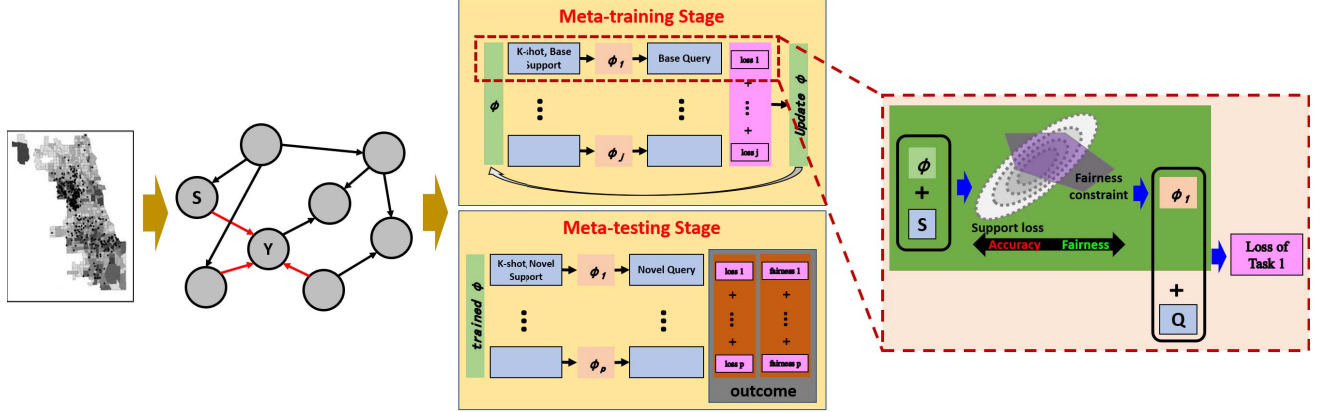 S
Y
Meta-training Stage
ϕ
K-shot, Base
Support
ϕ1
Base Query
loss 1
+
+
ϕj
loss j
Update ϕ
Meta-testing Stage
trained ϕ
K-shot, Novel
Support
ϕ1
Novel Query
loss 1
fairness 1
+
+
+
+
ϕp
loss p
fairness p
outcome
ϕ
+
S
Fairness
constraint
Support loss
Accuracy
Fairness
ϕ1
+
Q
Loss of
Task 1